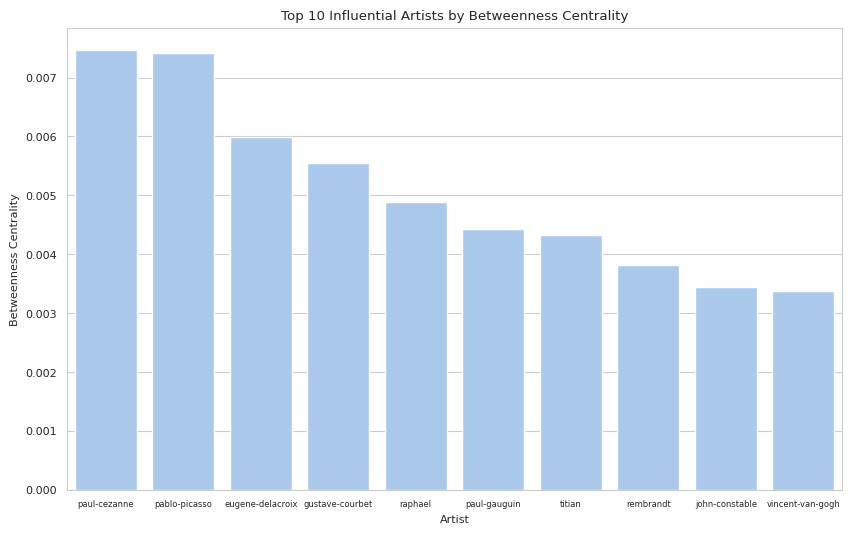 Top 10 Influential Artists by Betweenness Centrality
Betweenness Centrality
0.007
0.006
0.005
0.004
0.003
0.002
0.001
0.000
paul-cezanne
pablo-picasso
eugene-delacroix
gustave-courbet
raphael
paul-gauguin
titian
rembrandt
john-constable
vincent-van-gogh
Artist